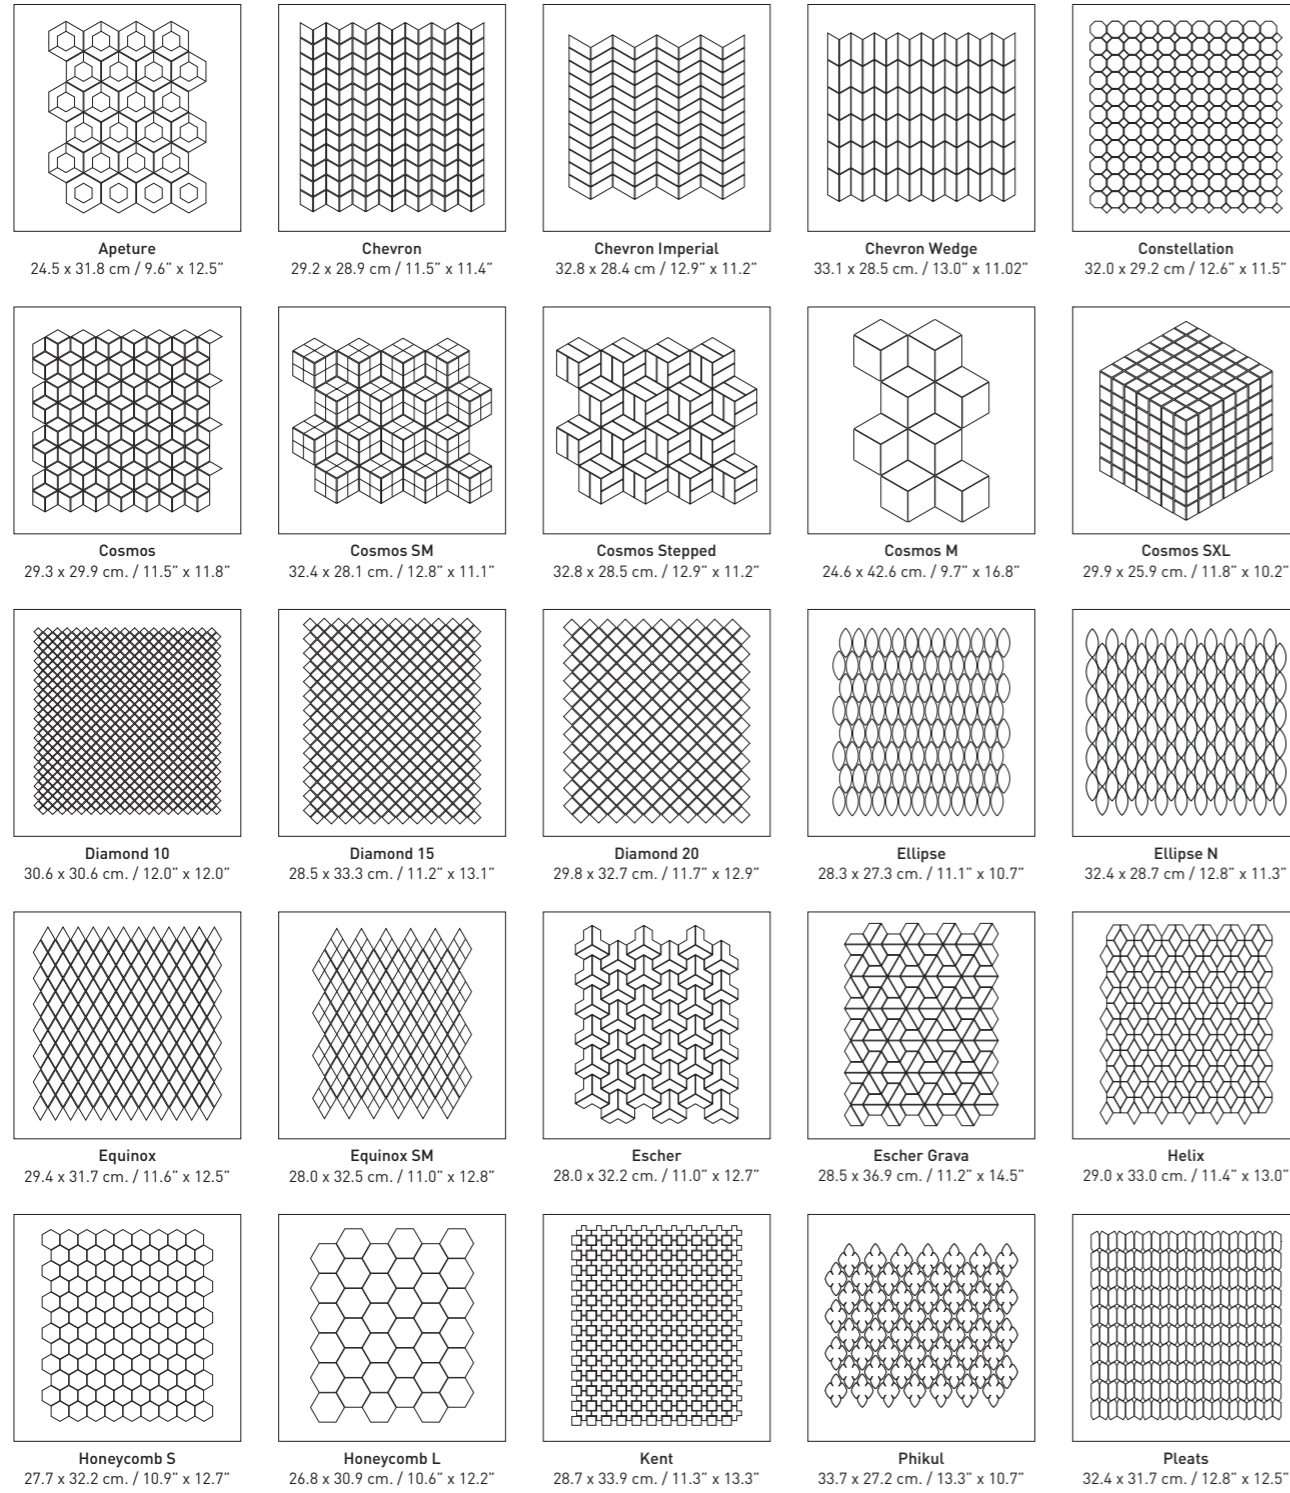 Apeture
24.5 x 31.8 cm / 9.6” x 12.5”
Chevron
29.2 x 28.9 cm / 11.5” x 11.4”
Chevron Imperial
32.8 x 28.4 cm / 12.9” x 11.2”
Chevron Wedge
33.1 x 28.5 cm. / 13.0” x 11.02”
Constellation
32.0 x 29.2 cm / 12.6” x 11.5”
Cosmos
29.3 x 29.9 cm. / 11.5” x 11.8”
Cosmos SM
32.4 x 28.1 cm. / 12.8” x 11.1”
Cosmos Stepped
32.8 x 28.5 cm. / 12.9” x 11.2”
Cosmos M
24.6 x 42.6 cm. / 9.7” x 16.8”
Cosmos SXL
29.9 x 25.9 cm. / 11.8” x 10.2”
Diamond 10
30.6 x 30.6 cm. / 12.0” x 12.0”
Diamond 15
28.5 x 33.3 cm. / 11.2” x 13.1”
Diamond 20
29.8 x 32.7 cm. / 11.7” x 12.9”
Ellipse
28.3 x 27.3 cm. / 11.1” x 10.7”
Ellipse N
32.4 x 28.7 cm / 12.8” x 11.3”
Equinox
29.4 x 31.7 cm. / 11.6” x 12.5”
Equinox SM
28.0 x 32.5 cm. / 11.0” x 12.8”
Escher
28.0 x 32.2 cm. / 11.0” x 12.7”
Escher Grava
28.5 x 36.9 cm. / 11.2” x 14.5”
Helix
29.0 x 33.0 cm. / 11.4” x 13.0”
Honeycomb S
27.7 x 32.2 cm. / 10.9” x 12.7”
Honeycomb L
26.8 x 30.9 cm. / 10.6” x 12.2”
Kent
28.7 x 33.9 cm. / 11.3” x 13.3”
Phikul
33.7 x 27.2 cm. / 13.3” x 10.7”
Pleats
32.4 x 31.7 cm. / 12.8” x 12.5”